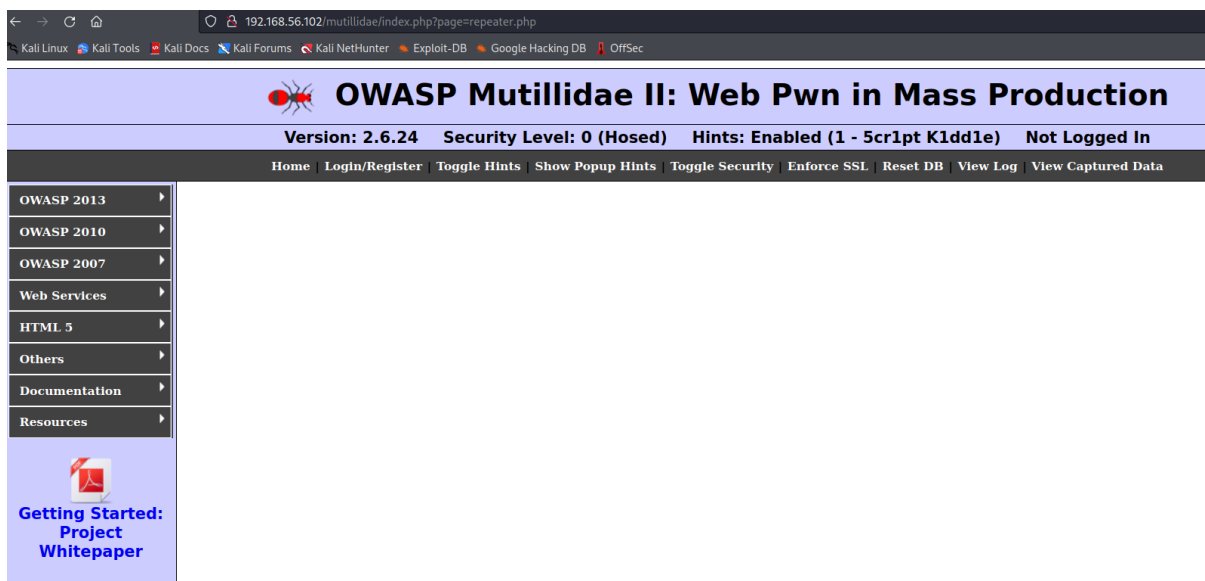 192.168.56.102/mutillidae/index.php?page=repeater.php
Kali Linux Kali Tools Kali Docs Kali Forums Kali NetHunter Exploit-DB Google Hacking DB OffSec
OWASP Mutillidae II: Web Pwn in Mass Production
Version: 2.6.24 Security Level: 0 (Hosed) Hints: Enabled (1 - 5cr1pt K1dd1e) Not Logged In
Home | Login/Register | Toggle Hints | Show Popup Hints | Toggle Security | Enforce SSL | Reset DB | View Log | View Captured Data
OWASP 2013
OWASP 2010
OWASP 2007
Web Services
HTML 5
Others
Documentation
Resources
Getting Started:
Project
Whitepaper